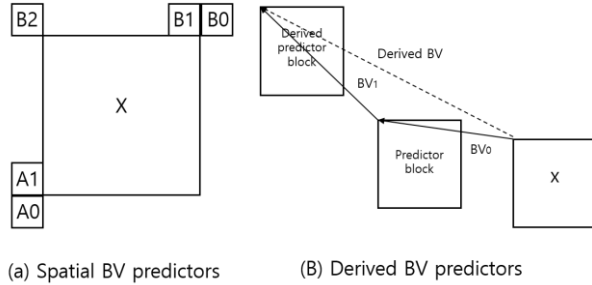 B2
B1 B0
X
A1
A0
(a) Spatial BV predictors
Derived
predictor
block
Derived BV
BV1
Predictor
block
BV0
X
(B) Derived BV predictors